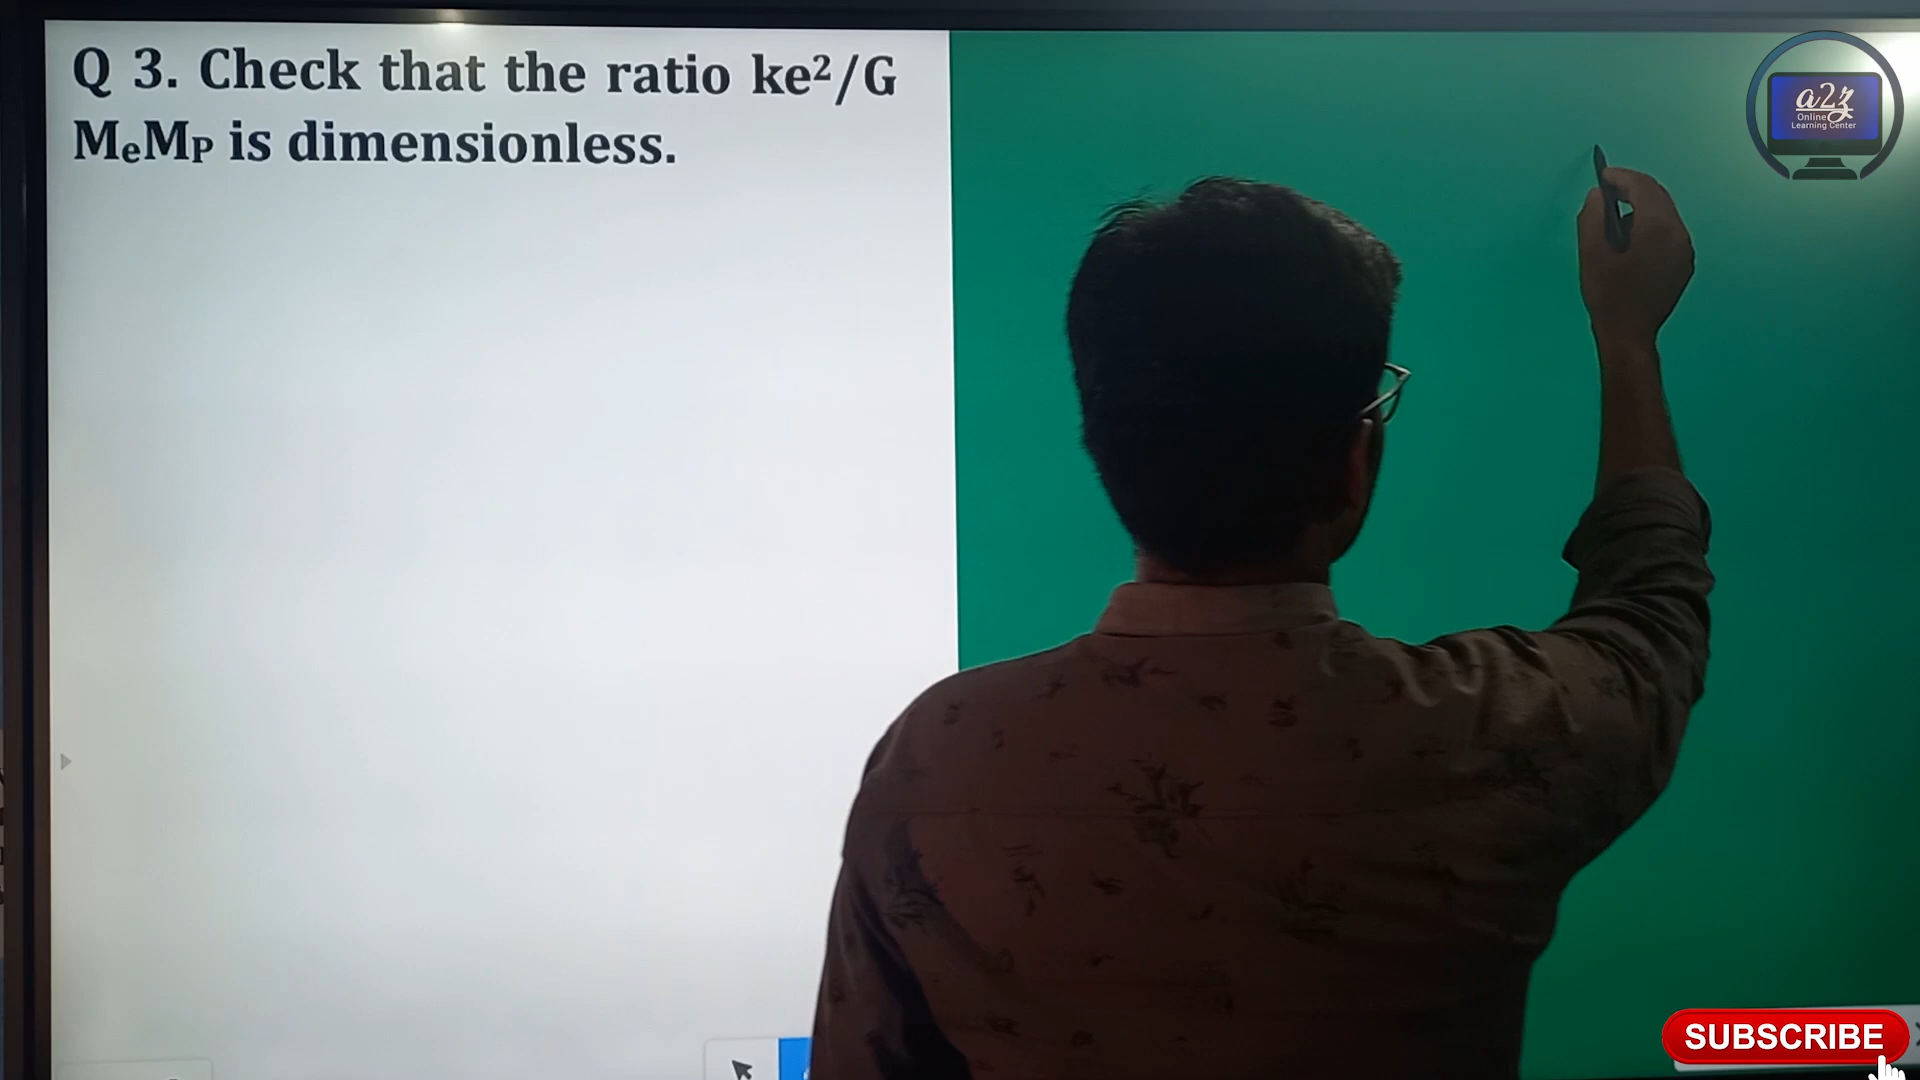 Q 3. Check that the ratio ke²/G
MₑMₚ is dimensionless.
a2z
Online
Learning Center
SUBSCRIBE